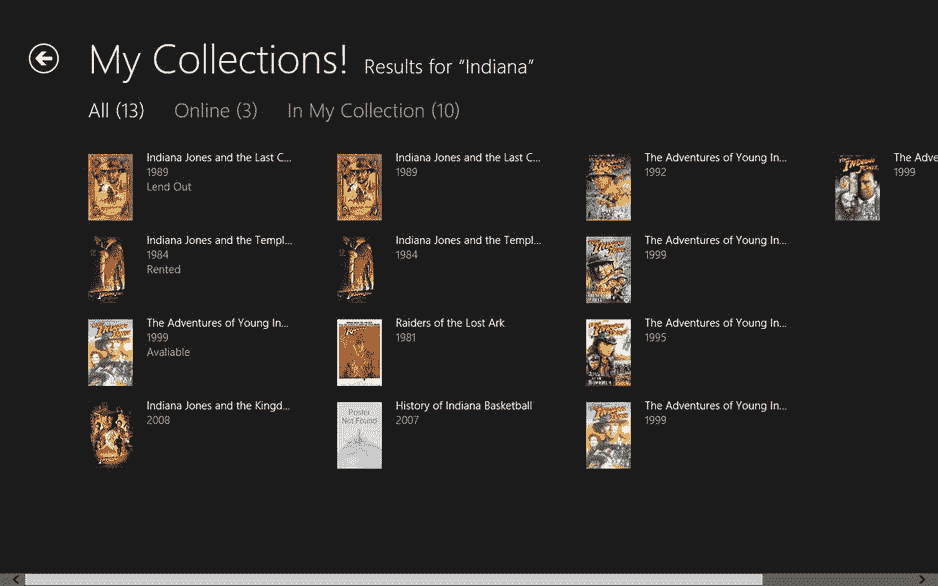 My Collections! Results for “Indiana”
All (13) Online (3) In My Collection (10)
Indiana Jones and the Last C...
1989
Lend Out
Indiana Jones and the Templ...
1984
Rented
The Adventures of Young In...
1999
Avaliable
Indiana Jones and the Kingd...
2008
Indiana Jones and the Last C...
1989
Indiana Jones and the Templ...
1984
Raiders of the Lost Ark
1981
Poster
Not Found
History of Indiana Basketball
2007
The Adventures of Young In...
1992
The Adventures of Young In...
1999
The Adventures of Young In...
1995
The Adventures of Young In...
1999
The Adve
1999